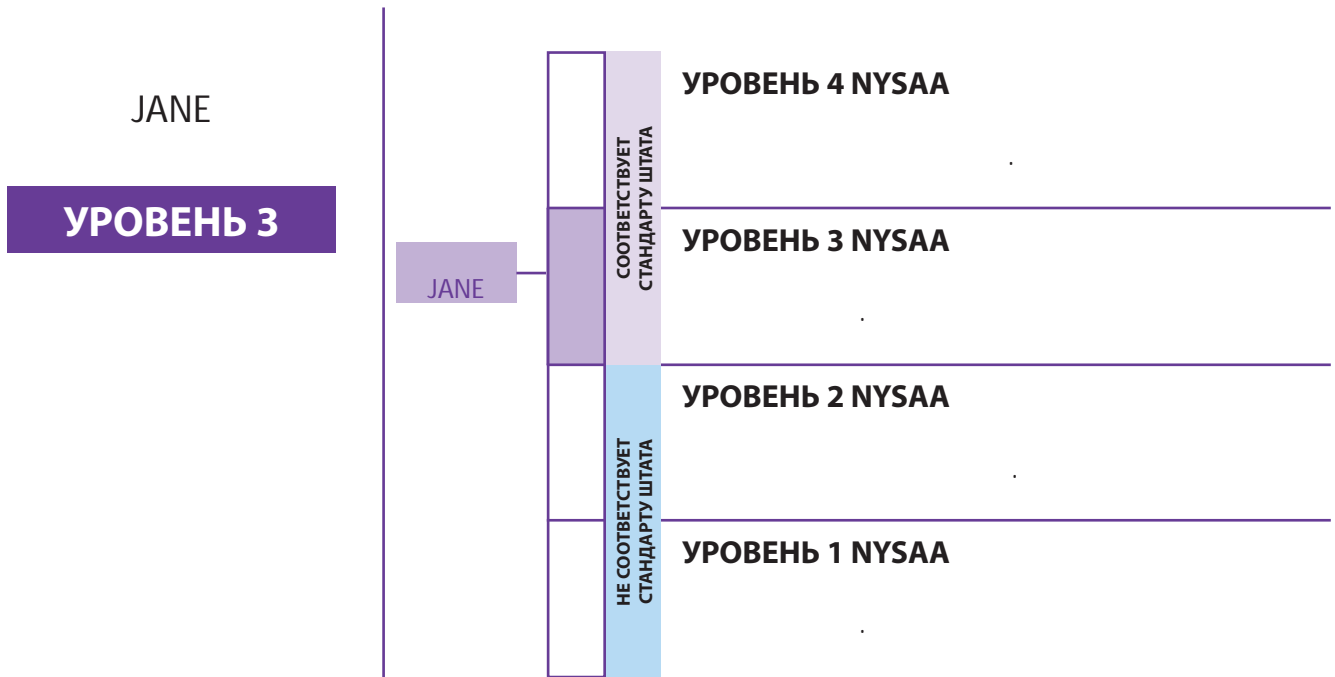 JANE
УРОВЕНЬ 3
JANE
СООТВЕТСТВУЕТ
СТАНДАРТУ ШТАТА
НЕ СООТВЕТСТВУЕТ
СТАНДАРТУ ШТАТА
УРОВЕНЬ 4 NYSAA
.
УРОВЕНЬ 3 NYSAA
.
УРОВЕНЬ 2 NYSAA
.
УРОВЕНЬ 1 NYSAA
.